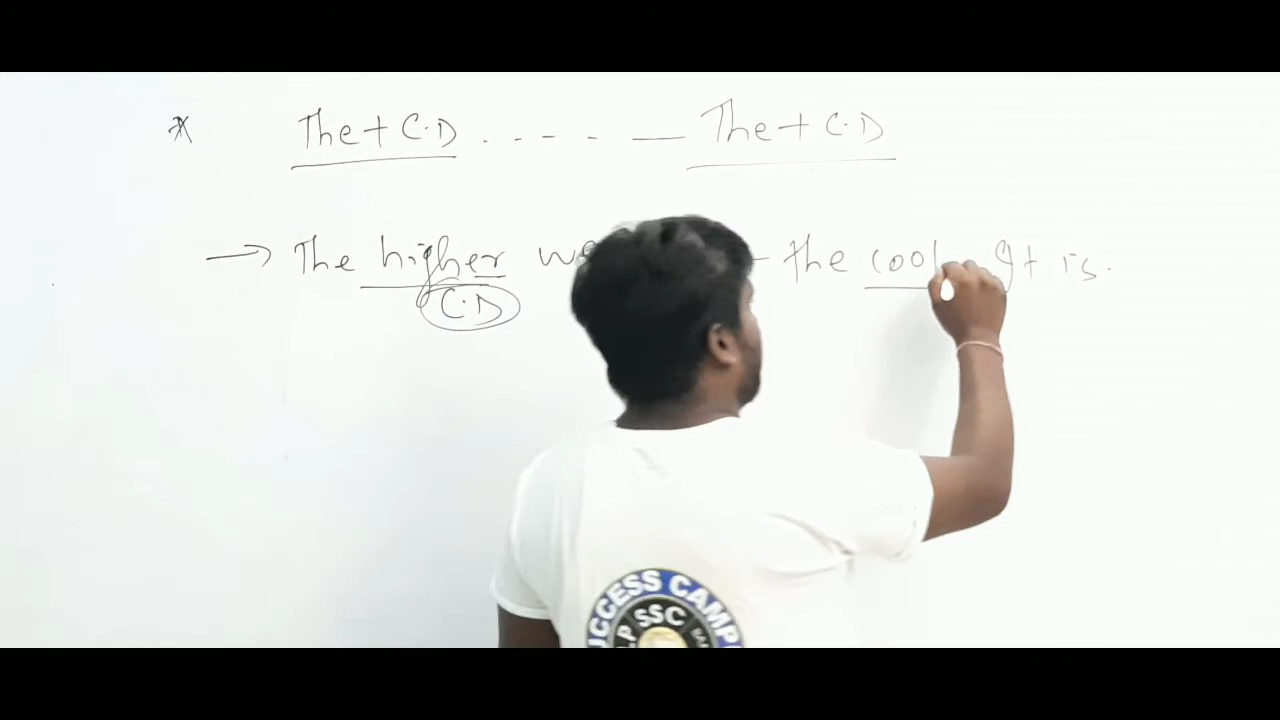 * The + C.D . - - - — The + C.D
→ The higher the cool It is.
C.D
SUCCESS CAMP
SSC